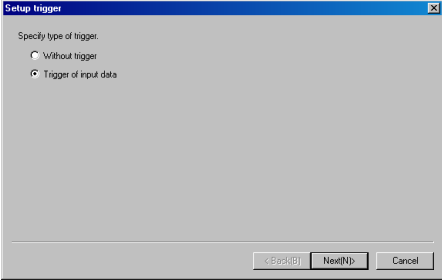 Setup trigger
Specify type of trigger.
Without trigger
Trigger of input data
< Back(B) Next(N)> Cancel